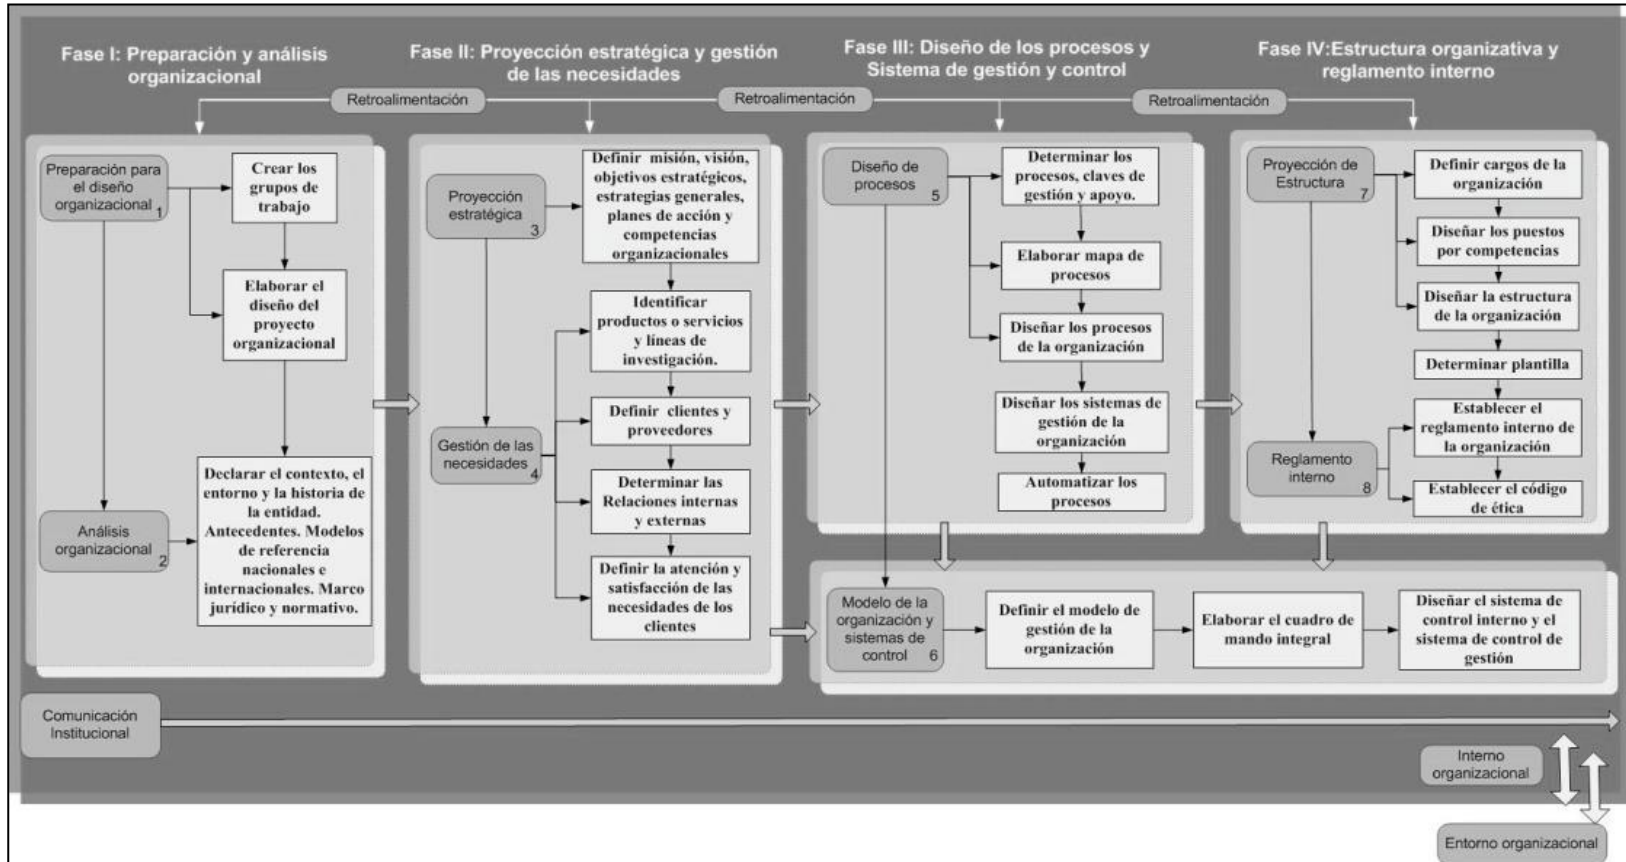 Fase I: Preparación y análisis
organizacional
Fase II: Proyección estratégica y gestión
de las necesidades
Fase III: Diseño de los procesos y
Sistema de gestión y control
Fase IV:Estructura organizativa y
reglamento interno
Retroalimentación
Retroalimentación
Retroalimentación
Preparación para
el diseño
organizacional
1
Crear los
grupos de
trabajo
Elaborar el
diseño del
proyecto
organizacional
Análisis
organizacional
2
Declarar el contexto, el
entorno y la historia de
la entidad.
Antecedentes. Modelos
de referencia
nacionales e
internacionales. Marco
jurídico y normativo.
Proyección
estratégica
3
Definir misión, visión,
objetivos estratégicos,
estrategias generales,
planes de acción y
competencias
organizacionales
Identificar
productos o servicios
y líneas de
investigación.
Gestión de las
necesidades
4
Definir clientes y
proveedores
Determinar las
Relaciones internas
y externas
Definir la atención y
satisfacción de las
necesidades de los
clientes
Diseño de
procesos
5
Determinar los
procesos, claves de
gestión y apoyo.
Elaborar mapa de
procesos
Diseñar los procesos
de la organización
Diseñar los sistemas de
gestión de la
organización
Automatizar los
procesos
Proyección de
Estructura
7
Definir cargos de la
organización
Diseñar los puestos
por competencias
Diseñar la estructura
de la organización
Determinar plantilla
Establecer el
reglamento interno de
la organización
Reglamento
interno
8
Establecer el código
de ética
Modelo de la
organización y
sistemas de
control
6
Definir el modelo de
gestión de la
organización
Elaborar el cuadro de
mando integral
Diseñar el sistema de
control interno y el
sistema de control de
gestión
Comunicación
Institucional
Interno
organizacional
Entorno organizacional